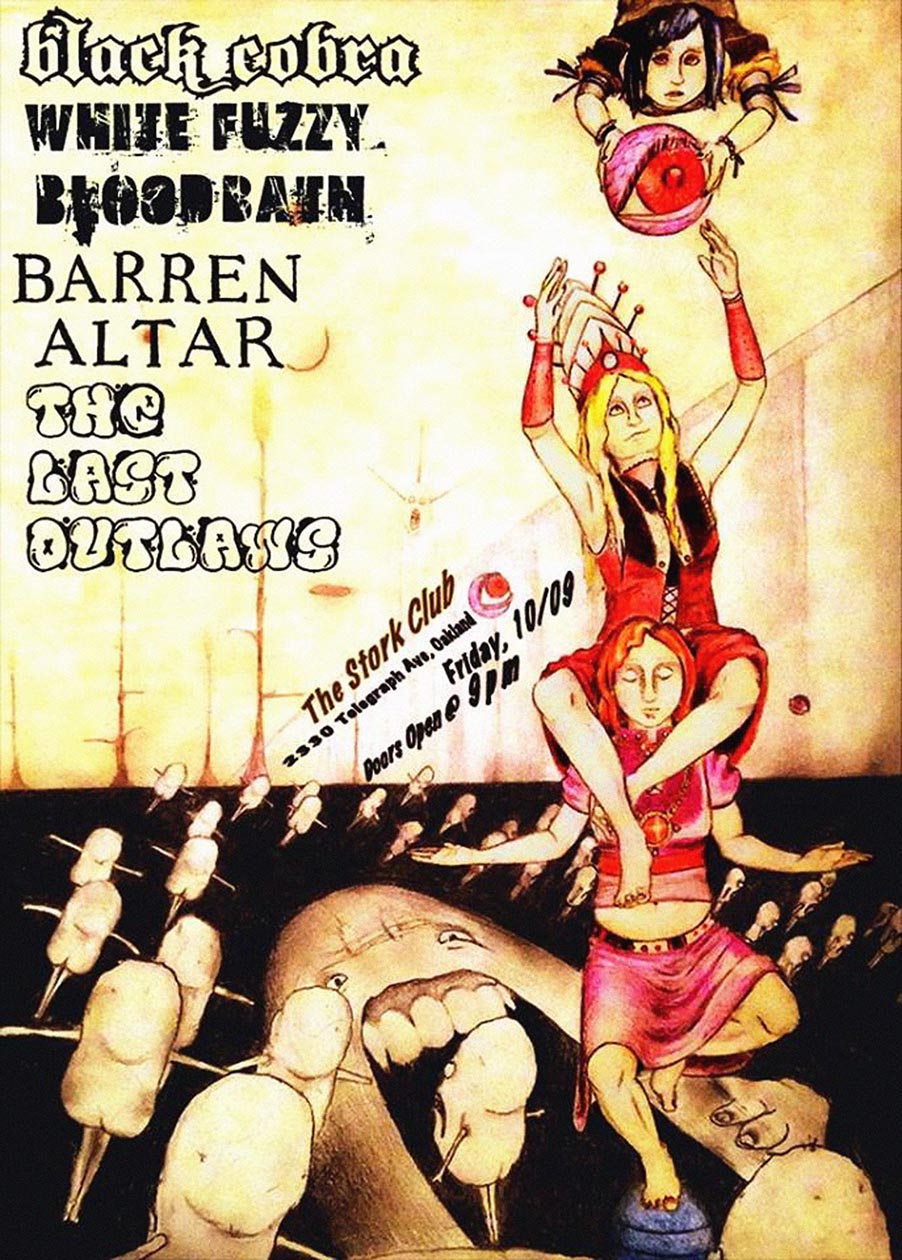 black cobra
WHITE FUZZY
BLOODBATH
BARREN
ALTAR
THE
LAST
OUTLAWS
The Stork Club
2330 Telegraph Ave, Oakland
Friday, 10/09
Doors Open @ 9pm